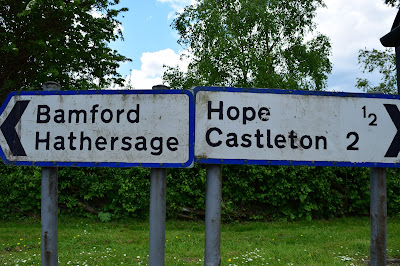 Bamford
Hathersage
Hope 1/2
Castleton 2